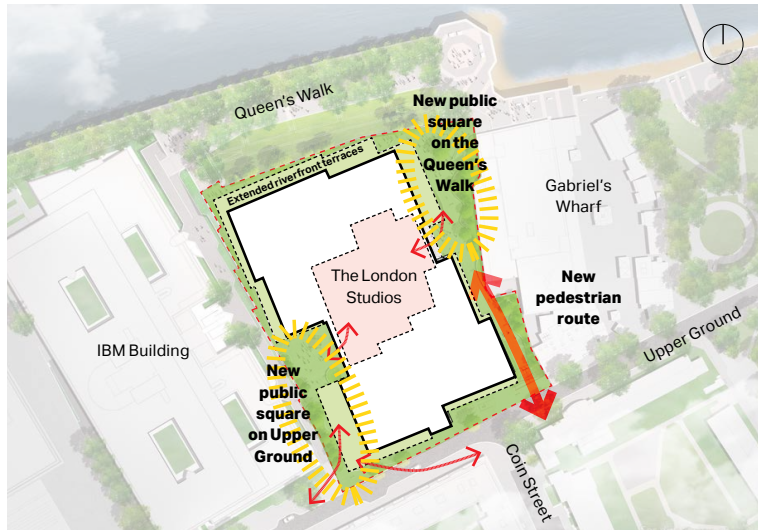 Queen's Walk
New public
square
on the
Queen's
Walk
Extended riverfront terraces
Gabriel's
Wharf
The London
Studios
New
pedestrian
route
Upper Ground
IBM Building
New
public
square
on Upper
Ground
Coin Street